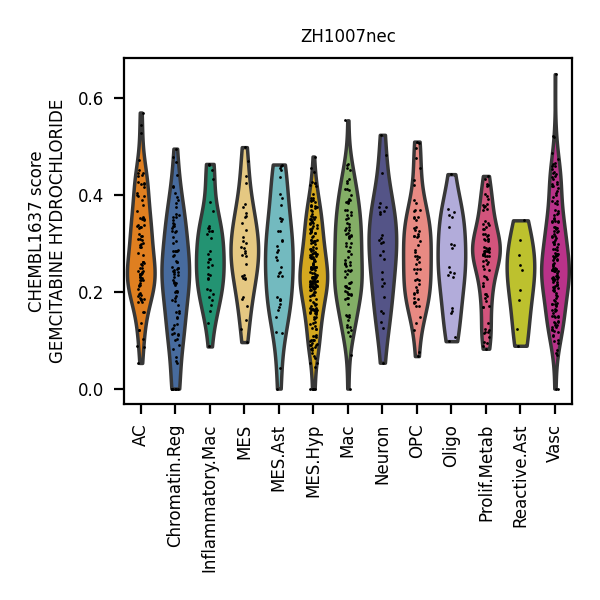 ZH1007nec
CHEMBL1637 score
GEMCITABINE HYDROCHLORIDE
0.6
0.4
0.2
0.0
AC
Chromatin.Reg
Inflammatory.Mac
MES
MES.Ast
MES.Hyp
Mac
Neuron
OPC
Oligo
Prolif.Metab
Reactive.Ast
Vasc